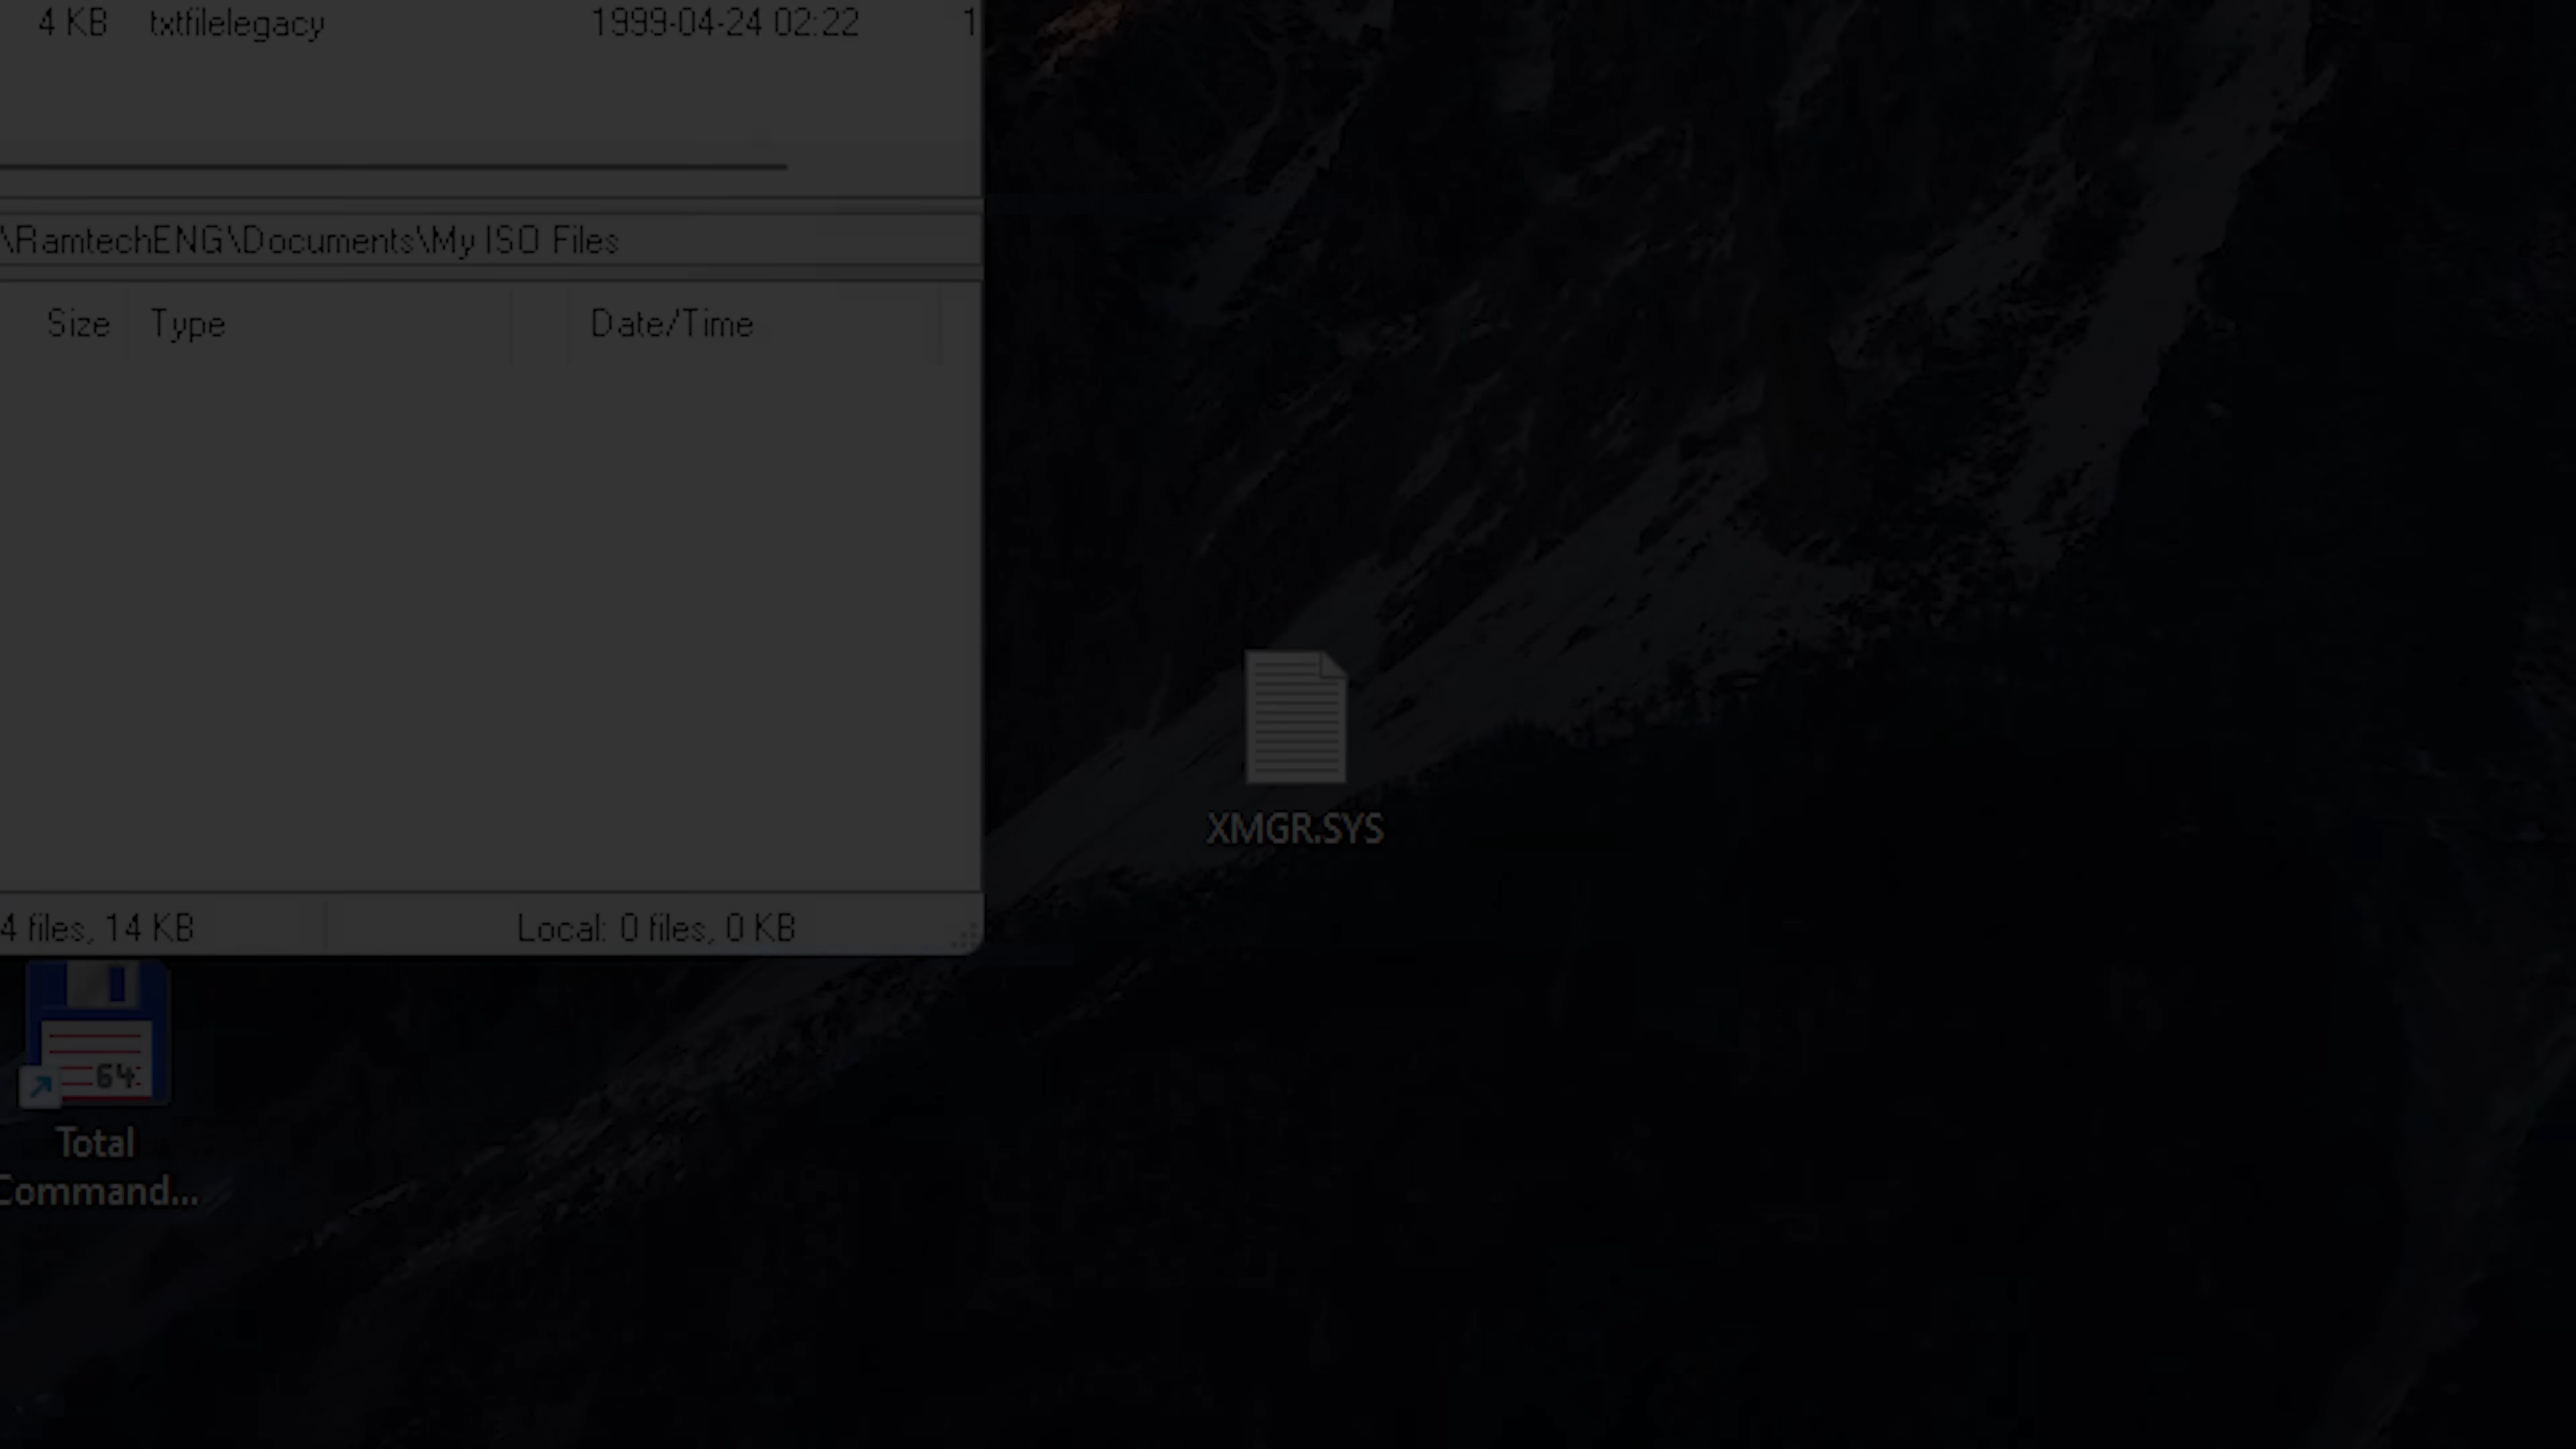 4 KB txtfilelegacy 1999-04-24 02:22 1
\RamtechENG\Documents\My ISO Files
Size Type Date/Time
XMGR.SYS
4 files, 14 KB Local: 0 files, 0 KB
64
Total
Command...